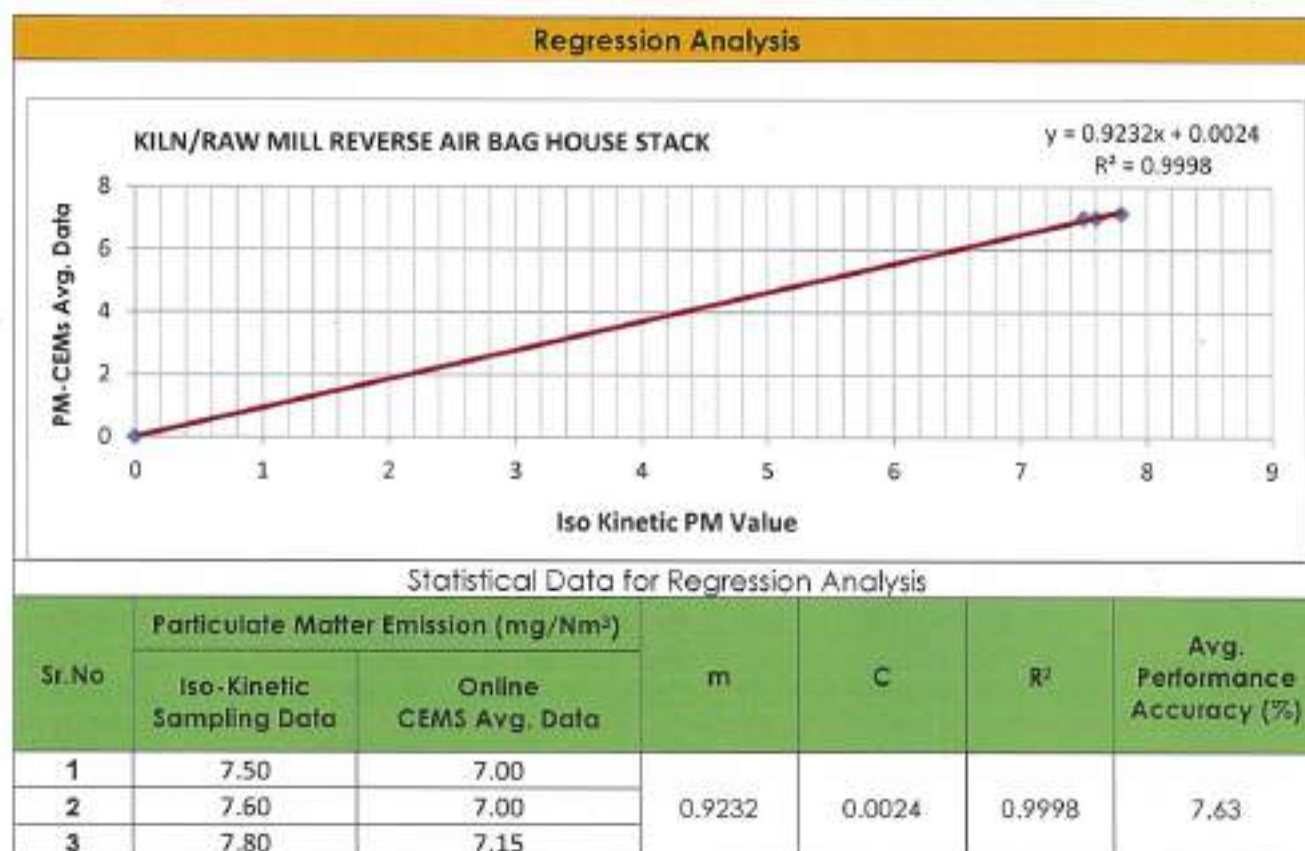 Regression Analysis
KILN/RAW MILL REVERSE AIR BAG HOUSE STACK
y = 0.9232x + 0.0024
R² = 0.9998
8
6
4
2
0
PM-CEMs Avg. Data
0 1 2 3 4 5 6 7 8 9
Iso Kinetic PM Value
Statistical Data for Regression Analysis
Sr.No
Particulate Matter Emission (mg/Nm³)
Iso-Kinetic
Sampling Data
Online
CEMS Avg. Data
m
C
R²
Avg.
Performance
Accuracy (%)
1 7.50 7.00
2 7.60 7.00 0.9232 0.0024 0.9998 7.63
3 7.80 7.15